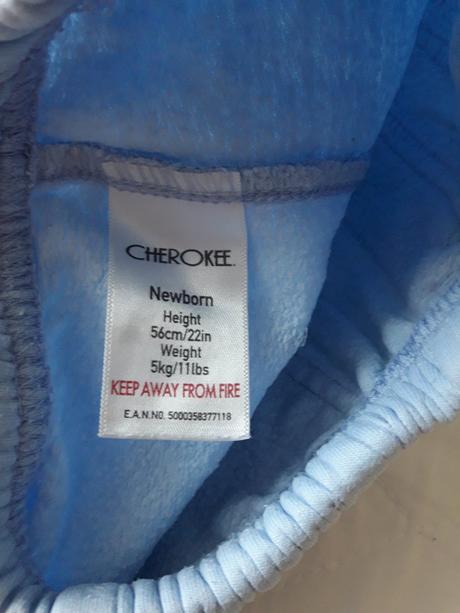 CHEROKEE.
Newborn
Height
56cm/22in
Weight
5kg/11lbs
KEEP AWAY FROM FIRE
E.A.N.NO. 5000358377118